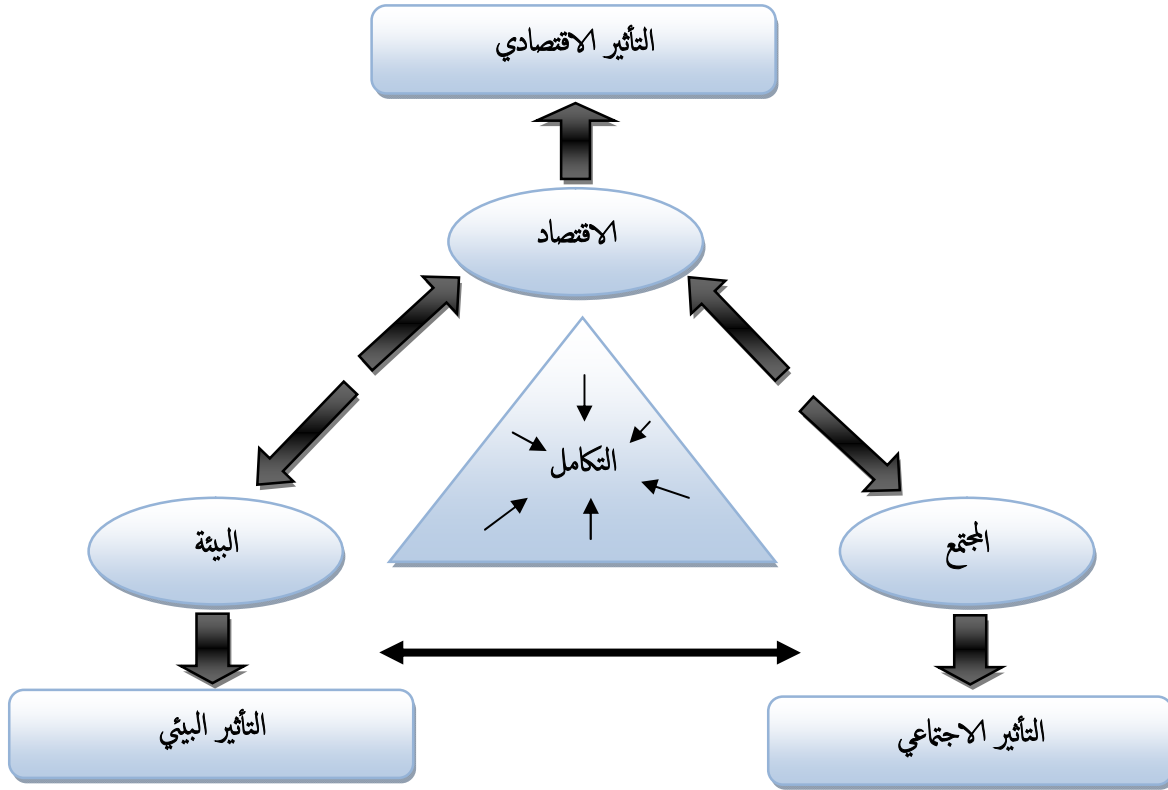 التأثير الاقتصادي
الاقتصاد
التكامل
المجتمع
البيئة
التأثير الاجتماعي
التأثير البيئي